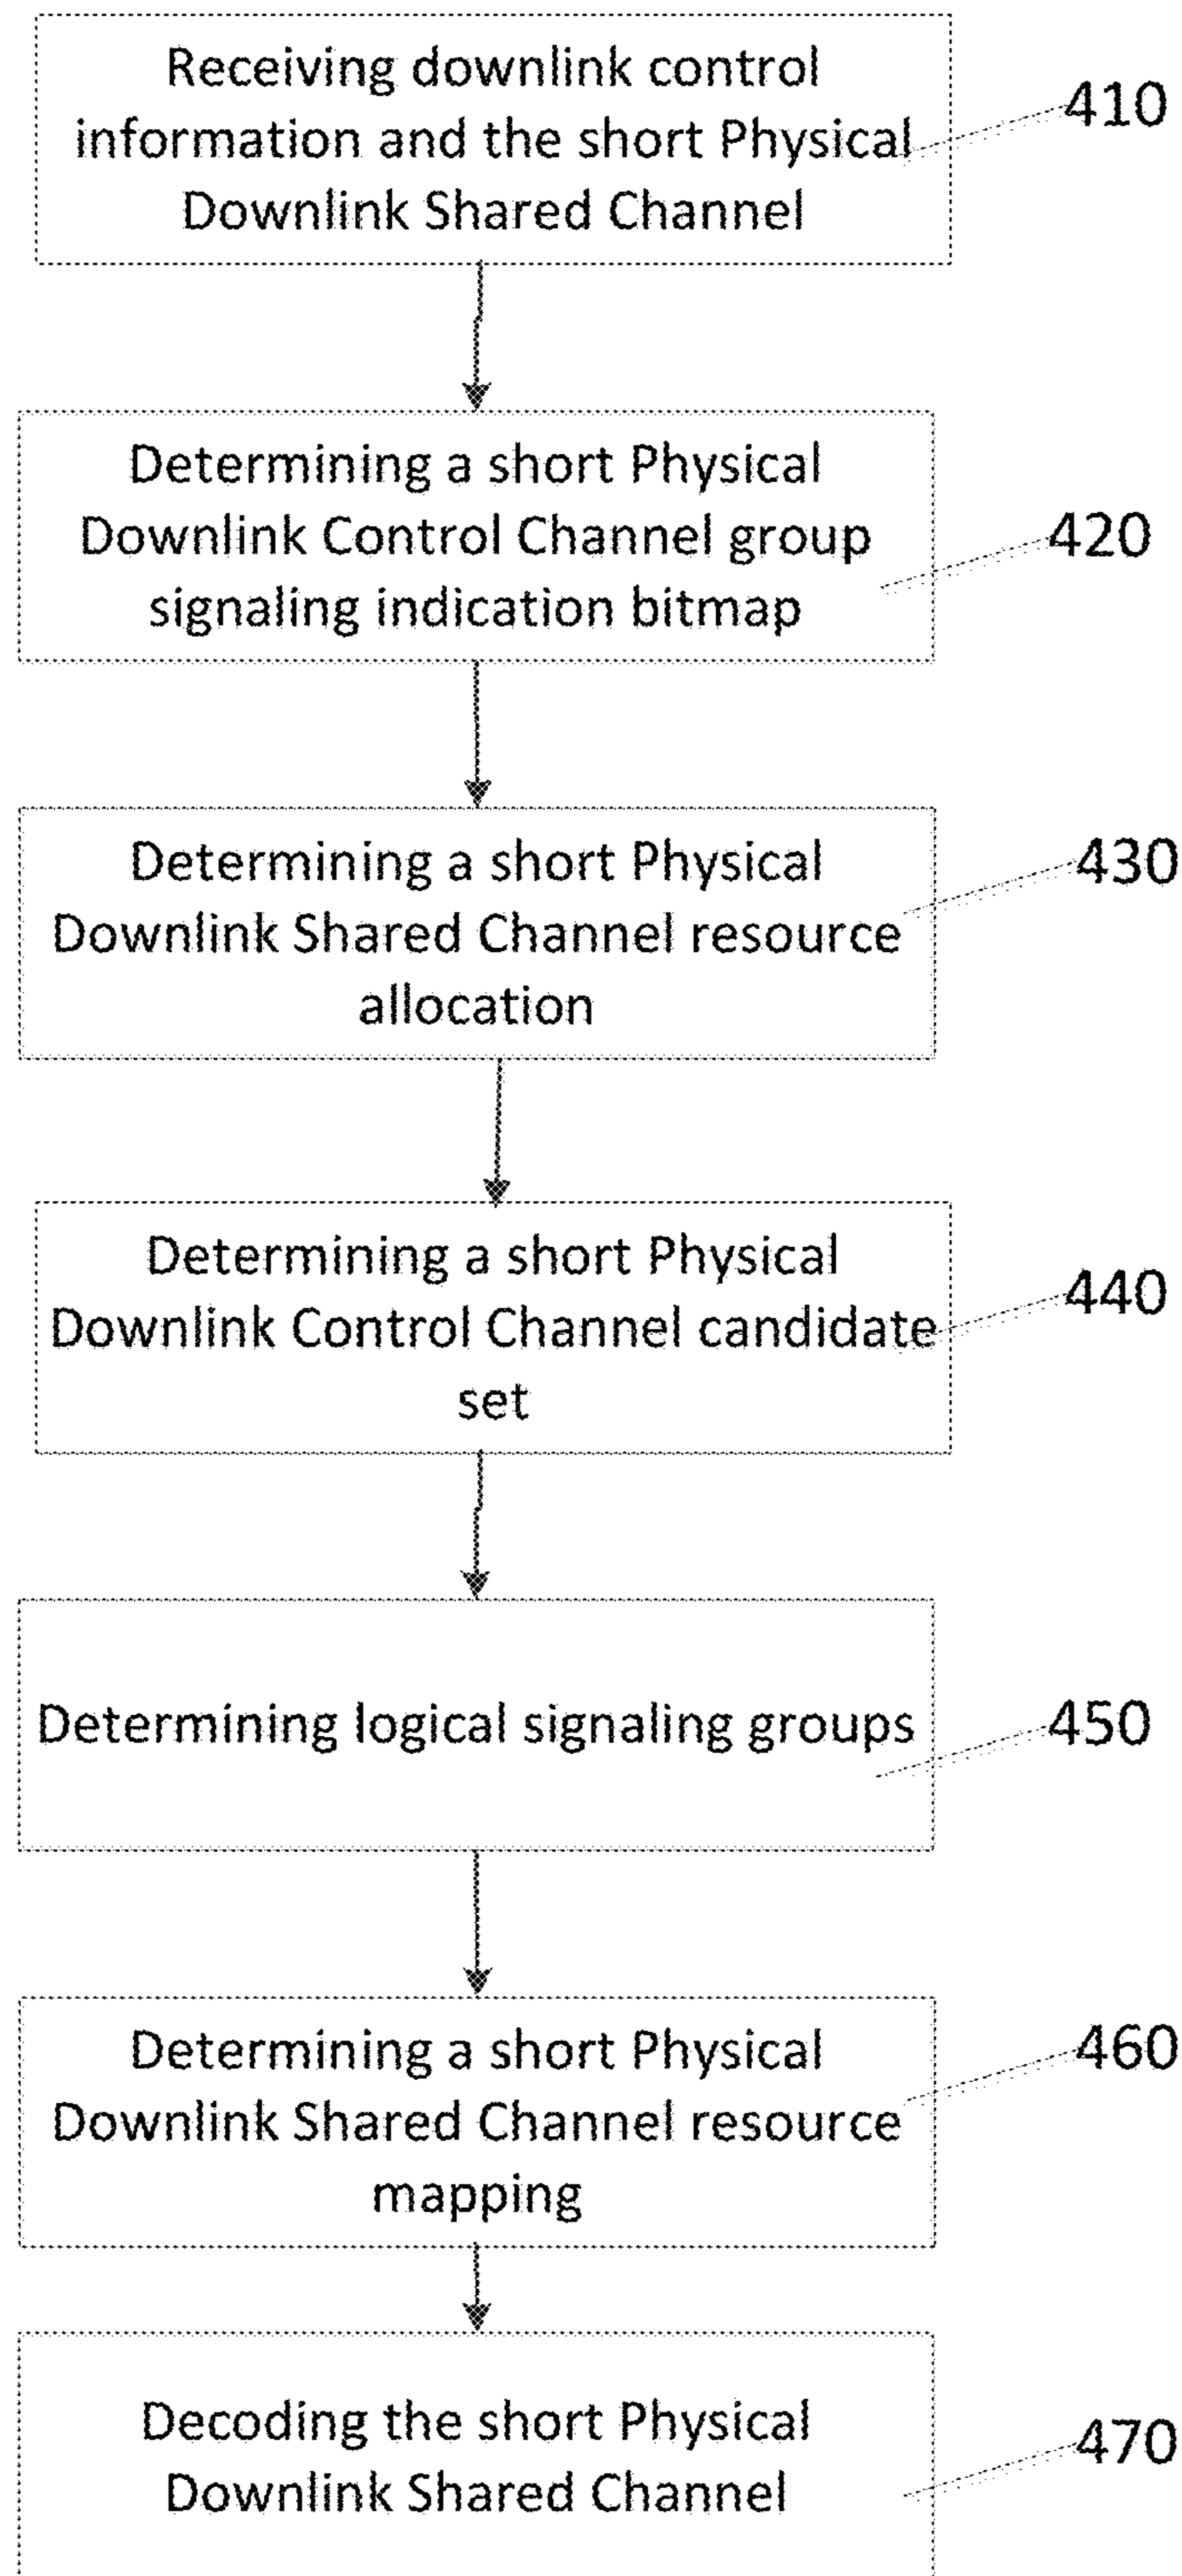 Receiving downlink control
information and the short Physical
Downlink Shared Channel
410
Determining a short Physical
Downlink Control Channel group
signaling indication bitmap
420
Determining a short Physical
Downlink Shared Channel resource
allocation
430
Determining a short Physical
Downlink Control Channel candidate
set
440
Determining logical signaling groups
450
Determining a short Physical
Downlink Shared Channel resource
mapping
460
Decoding the short Physical
Downlink Shared Channel
470